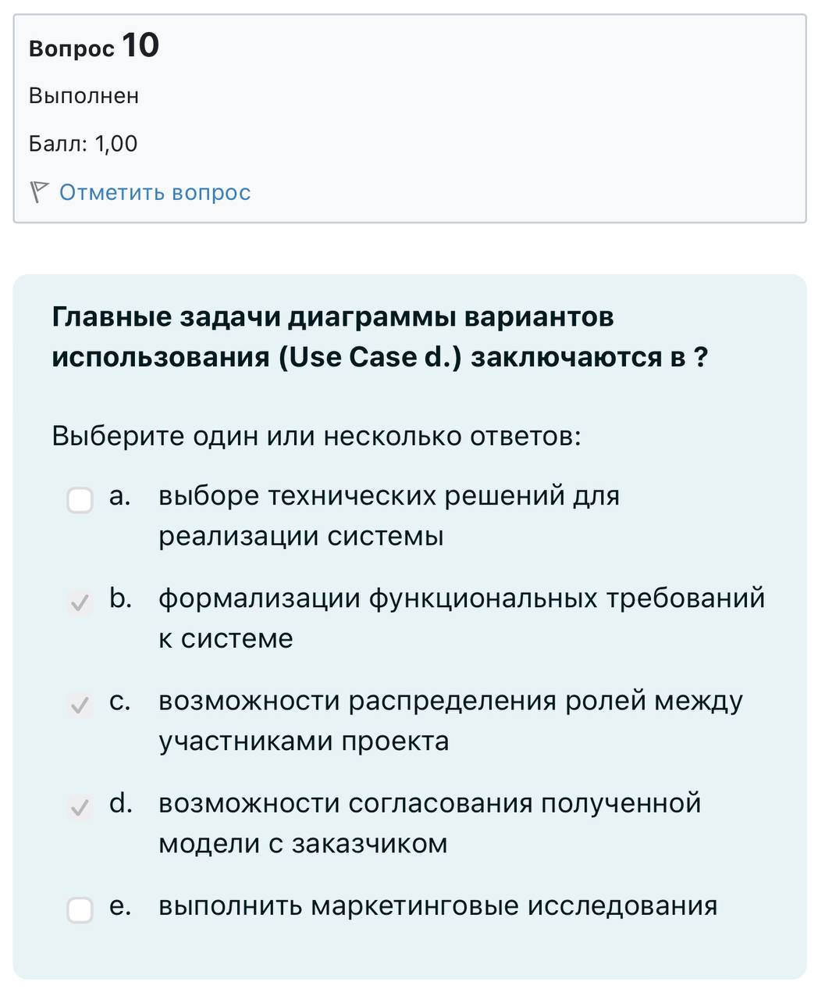 Вопрос 10
Выполнен
Балл: 1,00
Отметить вопрос
Главные задачи диаграммы вариантов
использования (Use Case d.) заключаются в ?
Выберите один или несколько ответов:
a. выборе технических решений для
реализации системы
b. формализации функциональных требований
к системе
c. возможности распределения ролей между
участниками проекта
d. возможности согласования полученной
модели с заказчиком
e. выполнить маркетинговые исследования